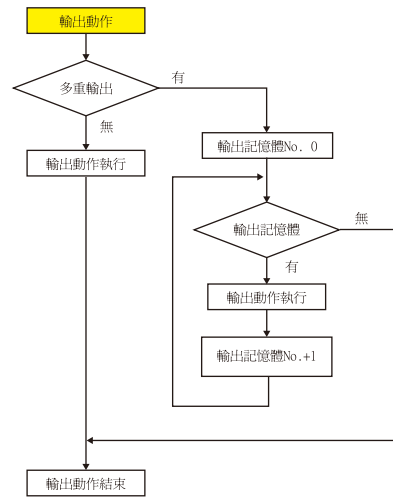 輸出動作
多重輸出
有
無
輸出記憶體No. 0
輸出動作執行
輸出記憶體
無
有
輸出動作執行
輸出記憶體No.+1
輸出動作結束